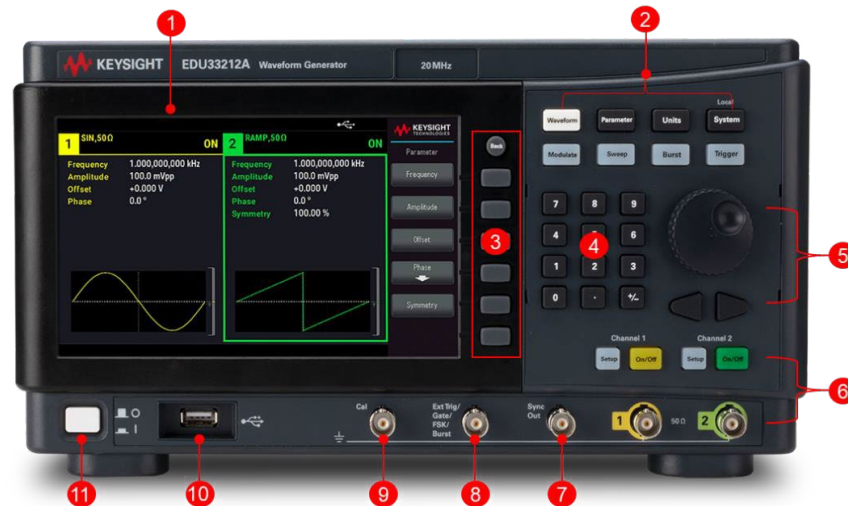 1
2
KEYSIGHT EDU33212A Waveform Generator 20 MHz
1 SIN,50Ω ON
Frequency 1.000,000,000 kHz
Amplitude 100.0 mVpp
Offset +0.000 V
Phase 0.0 °
2 RAMP,50Ω ON
Frequency 1.000,000,000 kHz
Amplitude 100.0 mVpp
Offset +0.000 V
Phase 0.0 °
Symmetry 100.00 %
KEYSIGHT
TECHNOLOGIES
Parameter
Frequency
Amplitude
Offset
Phase
Symmetry
Back
3
Local
Waveform Parameter Units System
Modulate Sweep Burst Trigger
7 8 9
4 6
1 2 3
0 . +/-
4
5
Channel 1 Channel 2
Setup On/Off Setup On/Off
6
Cal
Ext Trig/
Gate/
FSK/
Burst
Sync
Out
1 50 Ω 2
O
I
11
10
9
8
7